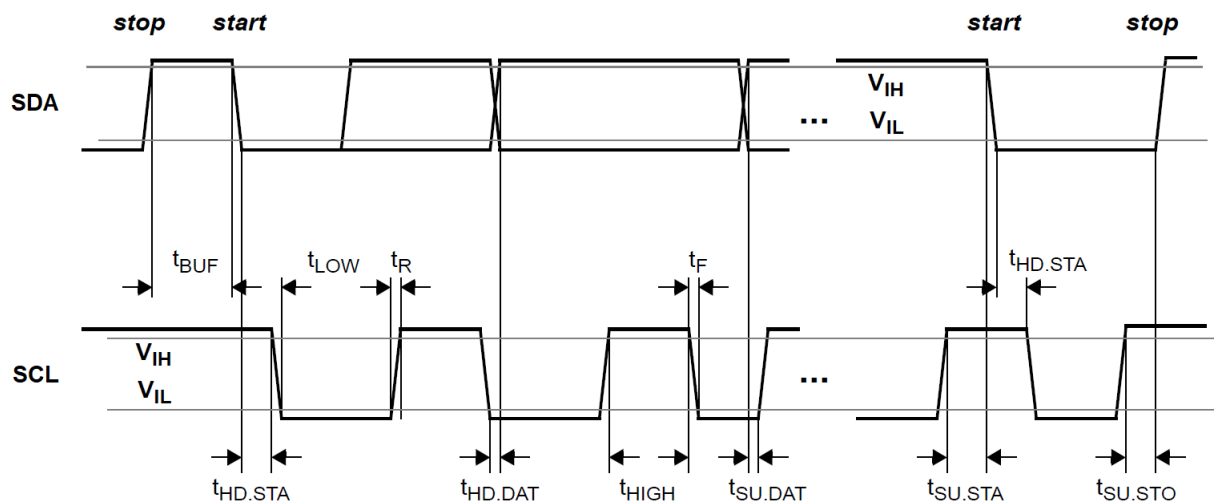 stop start start stop
SDA
VIH
VIL
...
tBUF tLOW tR tF tHD.STA
SCL
VIH
VIL
...
tHD.STA tHD.DAT tHIGH tSU.DAT tSU.STA tSU.STO